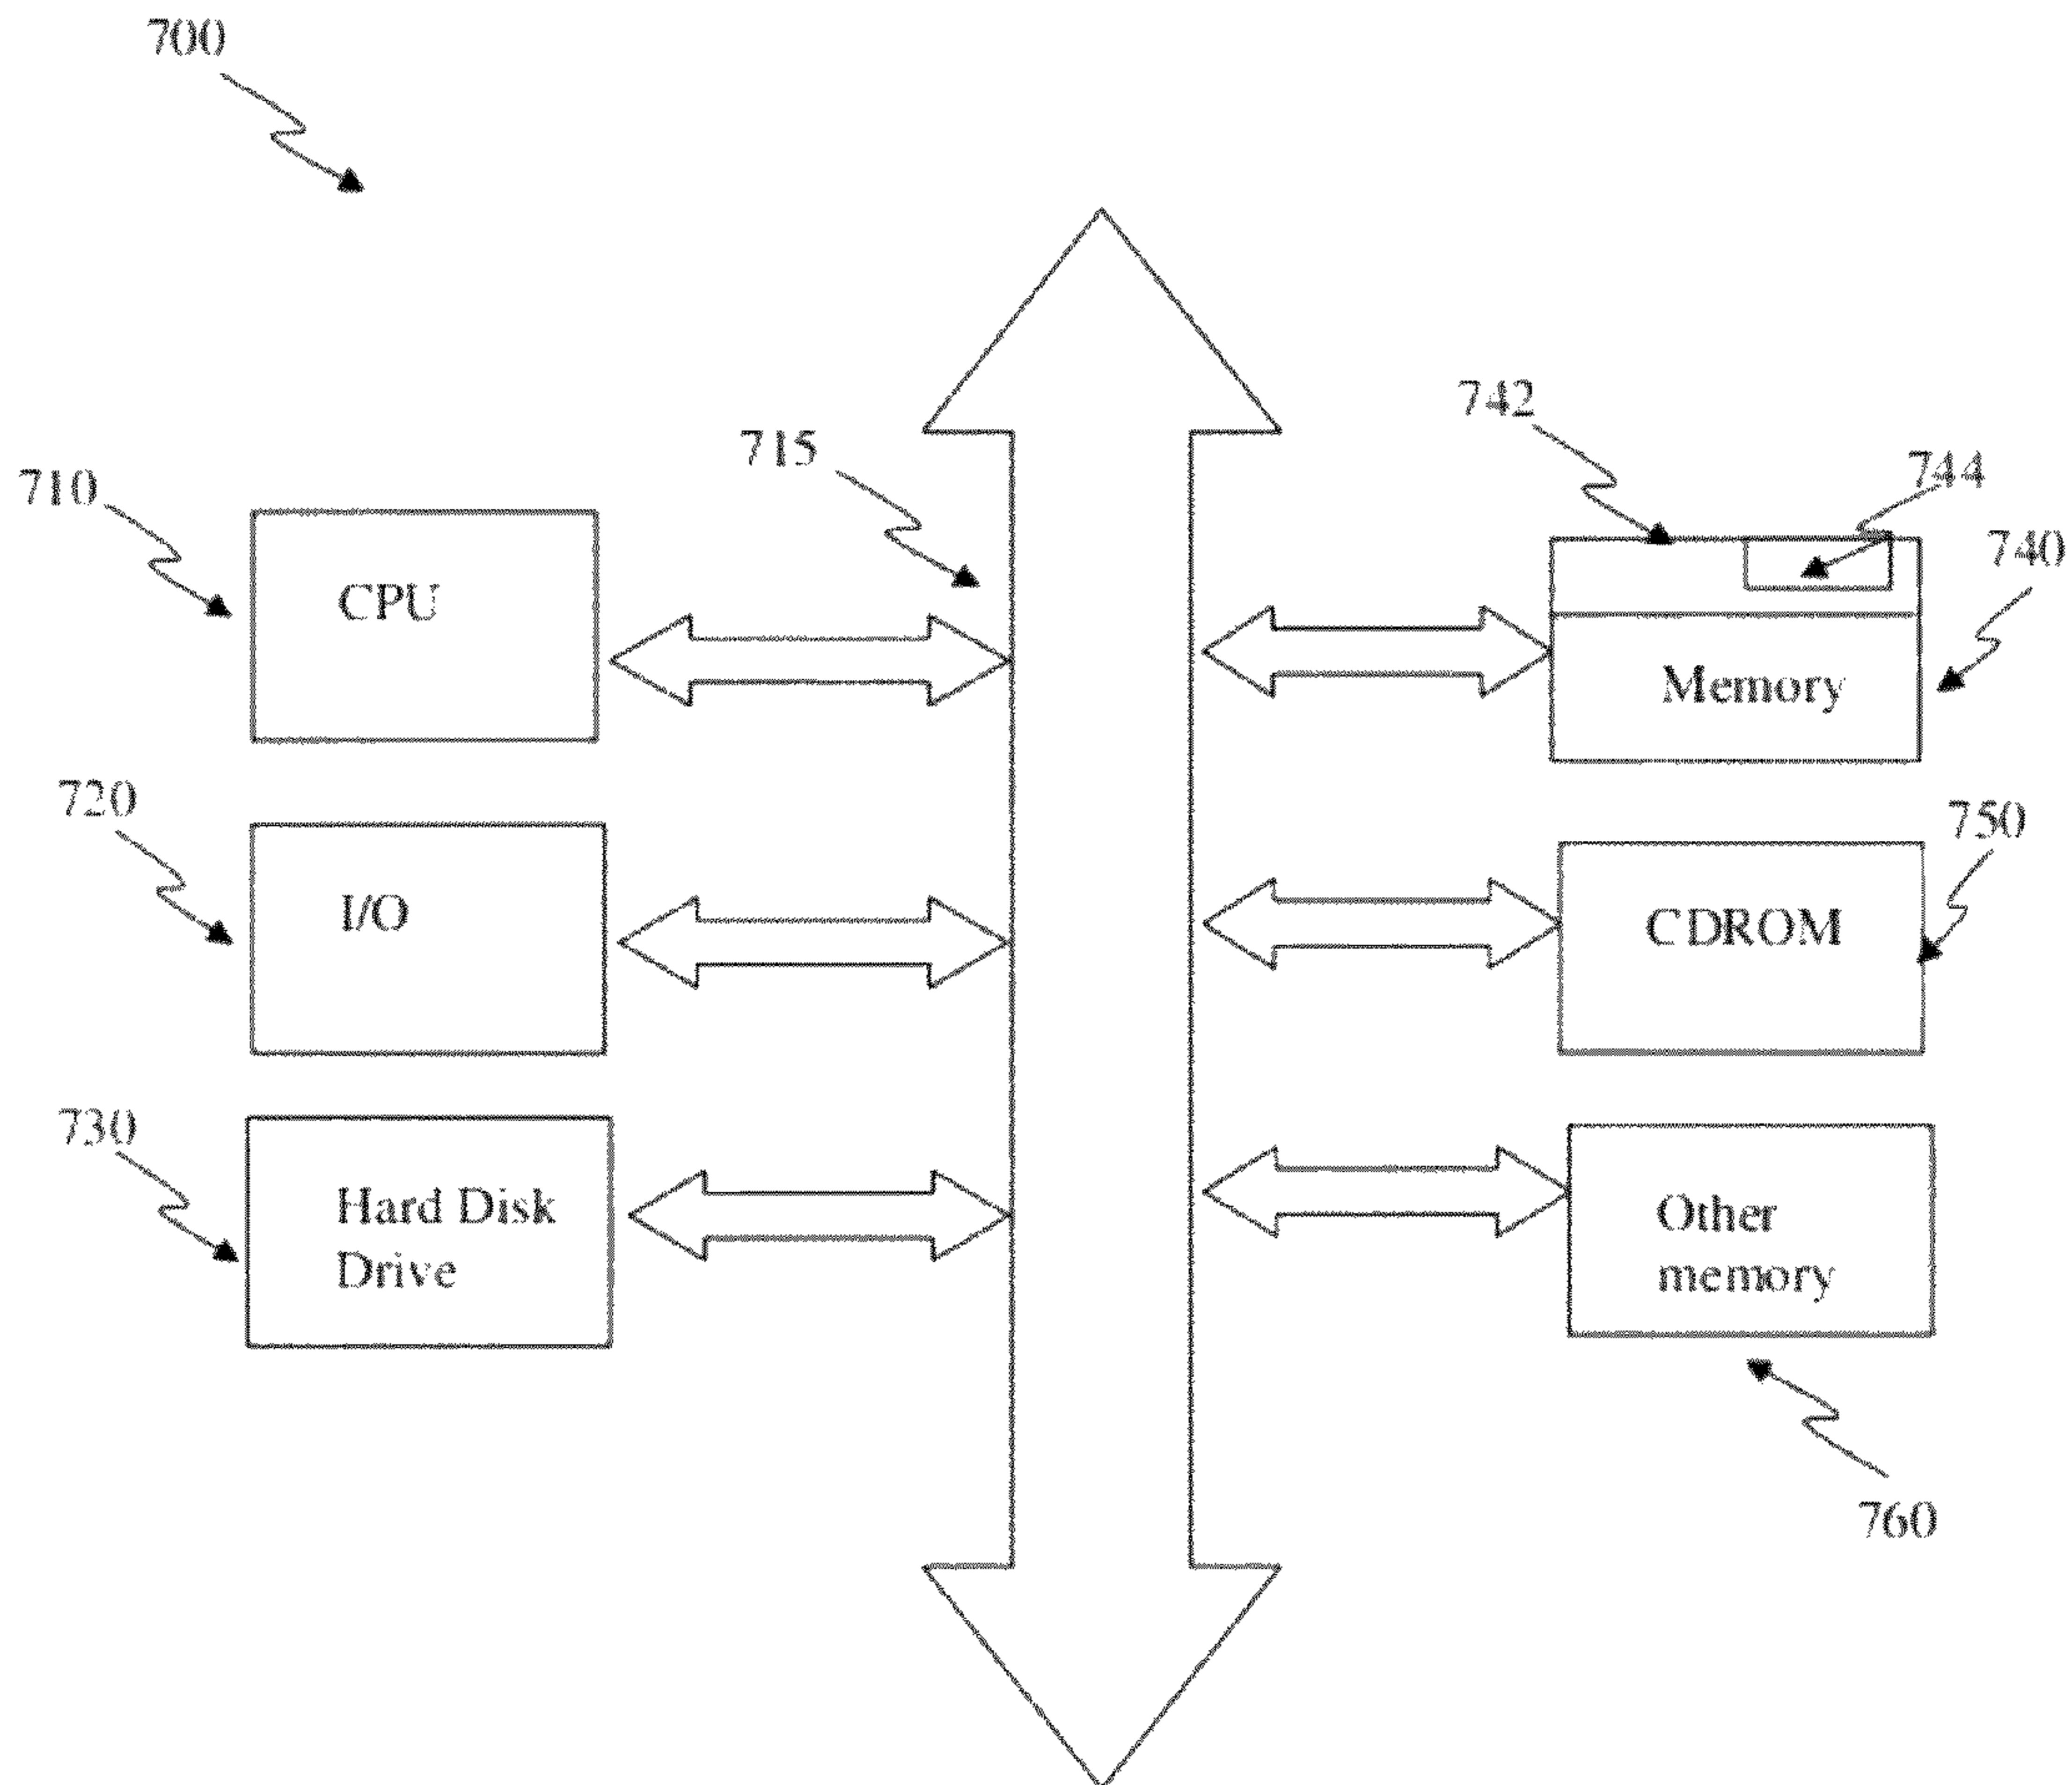 700
742
715
744
710
740
CPU
Memory
720
750
I/O
CDROM
730
Hard Disk
Drive
Other
memory
760